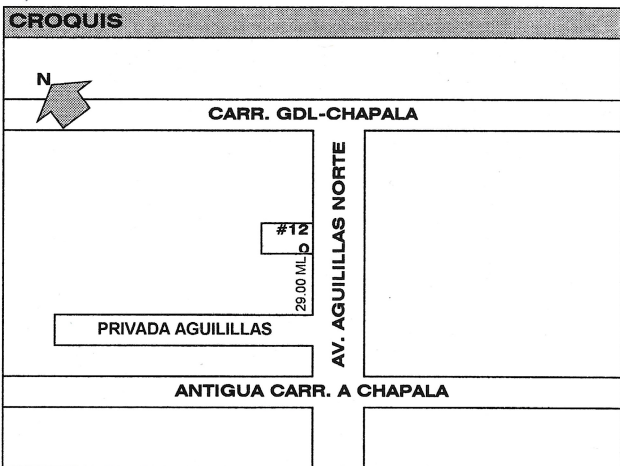 CROQUIS
N
CARR. GDL-CHAPALA
AV. AGUILILLAS NORTE
#12
O
29.00 ML
PRIVADA AGUILILLAS
ANTIGUA CARR. A CHAPALA